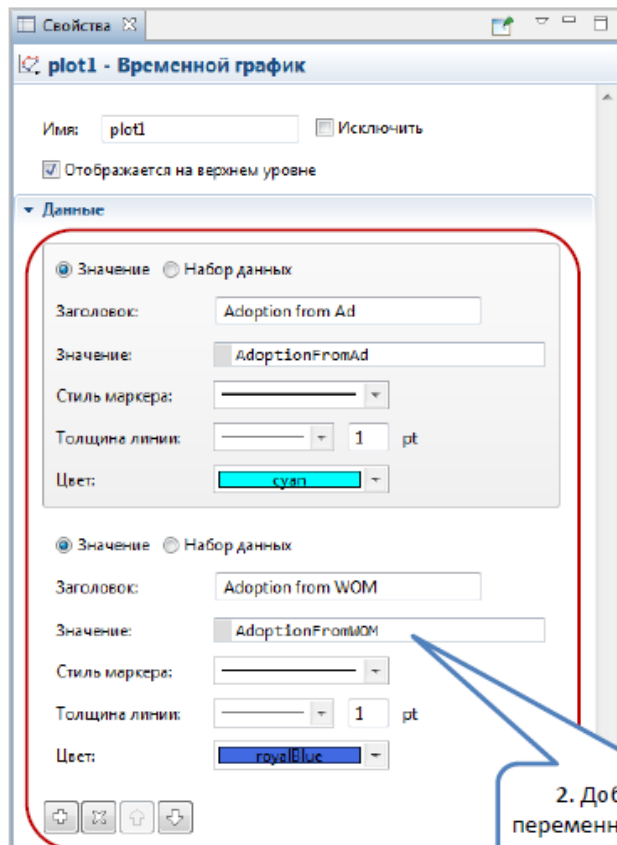 Свойства
plot1 - Временной график
Имя: plot1 Исключить
Отображается на верхнем уровне
Данные
Значение Набор данных
Заголовок: Adoption from Ad
Значение: AdoptionFromAd
Стиль маркера:
Толщина линии: 1 pt
Цвет: cyan
Значение Набор данных
Заголовок: Adoption from WOM
Значение: AdoptionFromWOM
Стиль маркера:
Толщина линии: 1 pt
Цвет: royalBlue
2. Доб
переменн